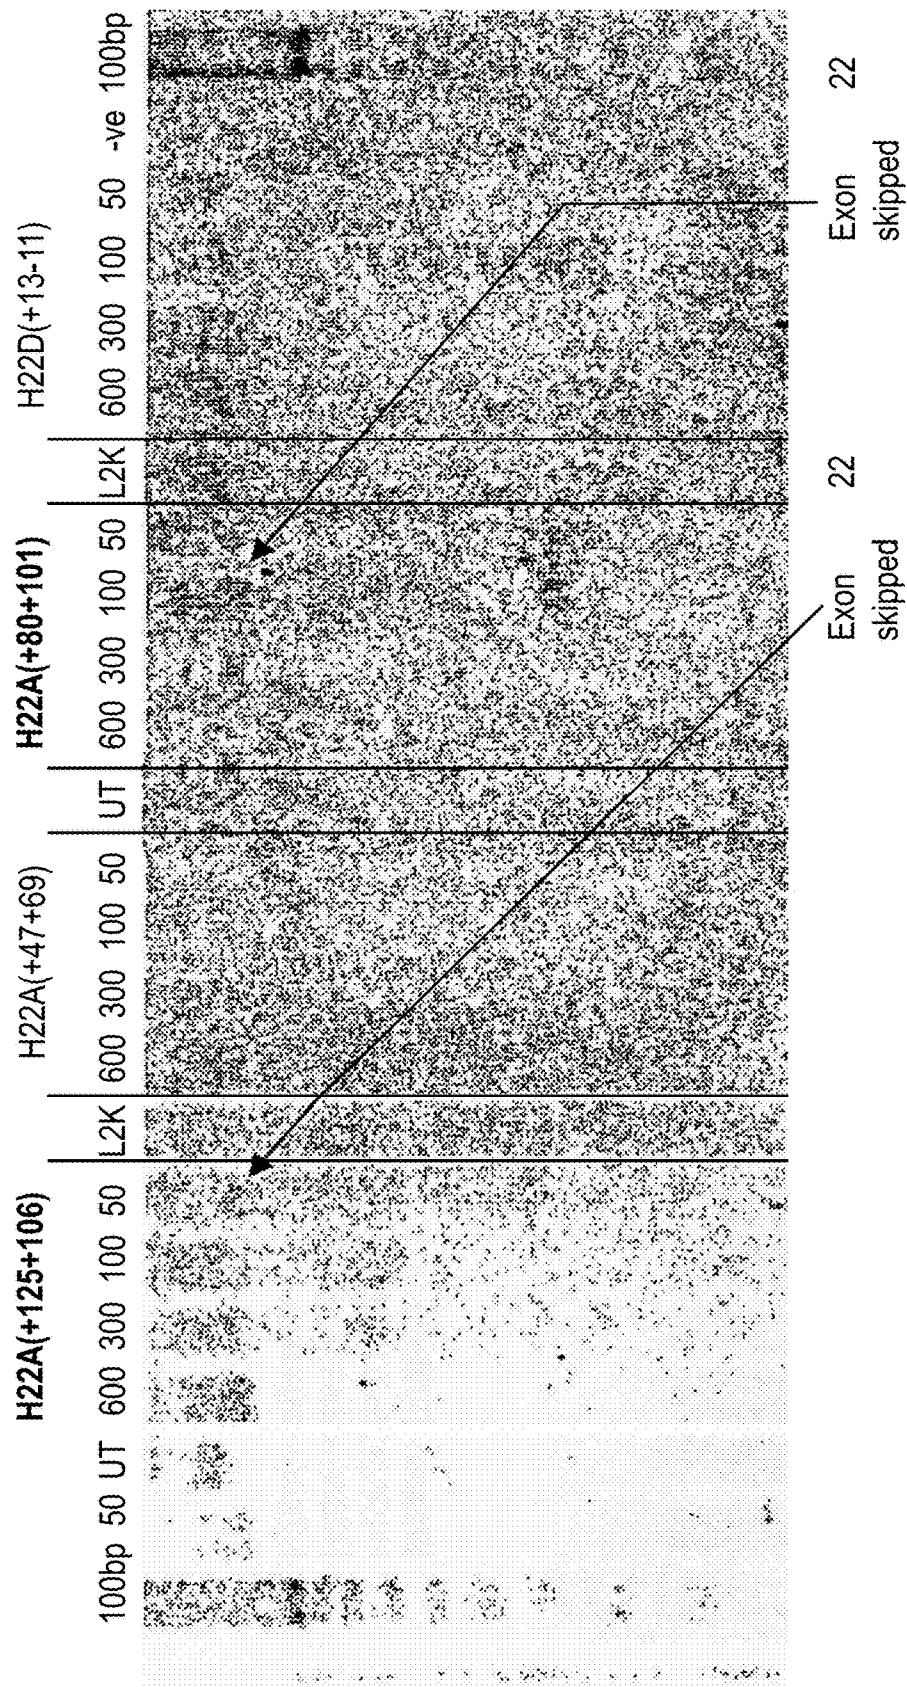 H22A(+125+106) H22A(+47+69) H22A(+80+101) H22D(+13-11)
100bp 50 UT 600 300 100 50 L2K 600 300 100 50 UT 600 300 100 50 L2K 600 300 100 50 -ve 100bp
Exon 22
skipped
Exon 22
skipped